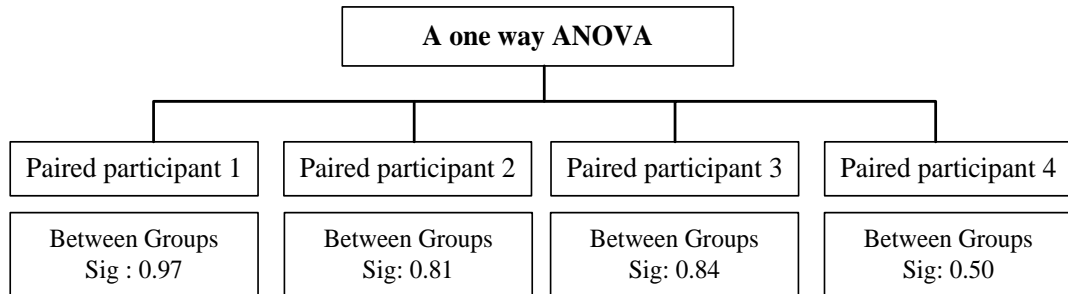 A one way ANOVA
Paired participant 1
Paired participant 2
Paired participant 3
Paired participant 4
Between Groups
Sig : 0.97
Between Groups
Sig: 0.81
Between Groups
Sig: 0.84
Between Groups
Sig: 0.50